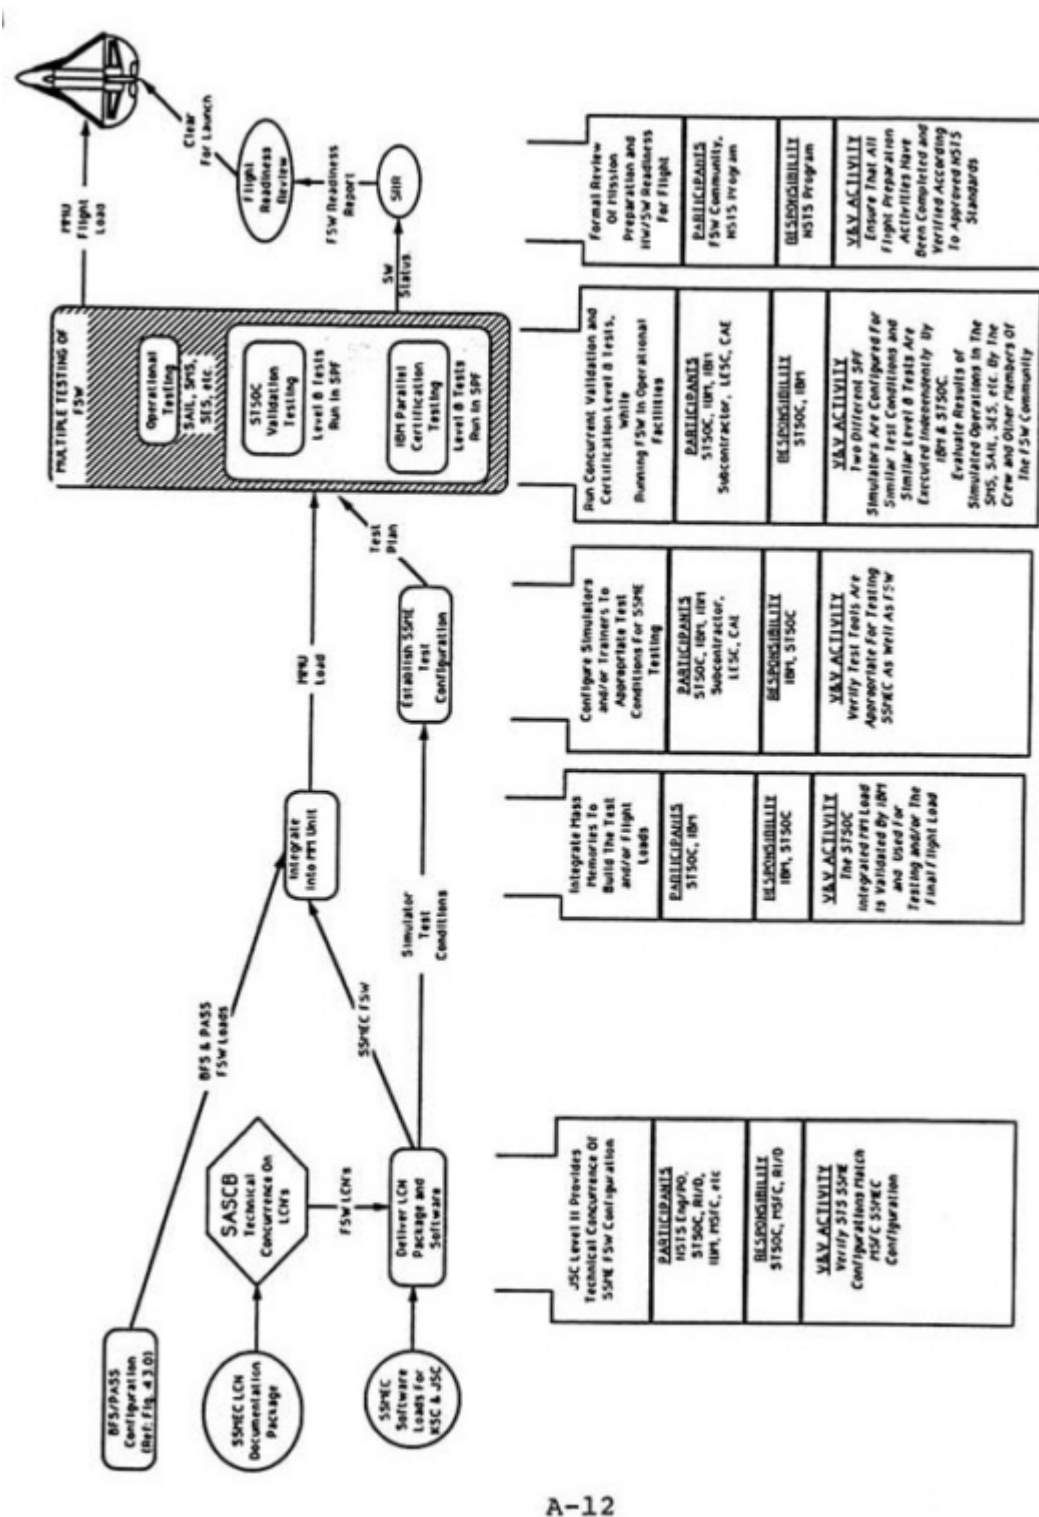 BFS/PASS
Configuration
(Ref: Fig. 4.3.0)
SSMEC LCN
Documentation
Package
SSMEC
Software
Loads For
KSC & JSC
SASCB
Technical
Concurrence On
LCN's
FSW LCN's
Deliver LCN
Package and
Software
BFS & PASS
FSW Loads
SSMEC FSW
Simulator
Test
Conditions
Integrate
Into MM Unit
MMU
Load
Establish SSME
Test
Configuration
Test
Plan
MULTIPLE TESTING OF
FSW
Operational
Testing
SAIL, SMS,
SES, etc.
STSOC
Validation
Testing
Level 8 Tests
Run In SPF
IBM Parallel
Certification
Testing
Level 8 Tests
Run In SPF
MMU
Flight
Load
SW
Status
SRR
FSW Readiness
Report
Flight
Readiness
Review
Clear
For Launch
JSC Level II Provides
Technical Concurrence Of
SSME FSW Configuration
PARTICIPANTS
NSTS Eng/PO,
STSOC, RI/D,
IBM, MSFC, etc
RESPONSIBILITY
STSOC, MSFC, RI/D
V&V ACTIVITY
Verify STS SSME
Configurations Match
MSFC SSMEC
Configuration
Integrate Mass
Memories To
Build The Test
and/or Flight
Loads
PARTICIPANTS
STSOC, IBM
RESPONSIBILITY
IBM, STSOC
V&V ACTIVITY
The STSOC
Integrated MM Load
Is Validated By IBM
and Used For
Testing and/or The
Final Flight Load
Configure Simulators
and/or Trainers To
Appropriate Test
Conditions For SSME
Testing
PARTICIPANTS
STSOC, IBM, IBM
Subcontractor,
LESC, CAE
RESPONSIBILITY
IBM, STSOC
V&V ACTIVITY
Verify Test Tools Are
Appropriate For Testing
SSMEC As Well As FSW
Run Concurrent Validation and
Certification Level 8 Tests,
While
Running FSW In Operational
Facilities
PARTICIPANTS
STSOC, IBM, IBM
Subcontractor, LESC, CAE
RESPONSIBILITY
STSOC, IBM
V&V ACTIVITY
Two Different SPF
Simulators Are Configured For
Similar Test Conditions and
Similar Level 8 Tests Are
Executed Independently By
IBM & STSOC.
Evaluate Results of
Simulated Operations In The
SMS, SAIL, SES, etc. By The
Crew and Other Members Of
The FSW Community
Formal Review
Of Mission
Preparation and
HW/SW Readiness
For Flight
PARTICIPANTS
FSW Community,
NSTS Program
RESPONSIBILITY
NSTS Program
V&V ACTIVITY
Ensure That All
Flight Preparation
Activities Have
Been Completed and
Verified According
To Approved NSTS
Standards
A-12